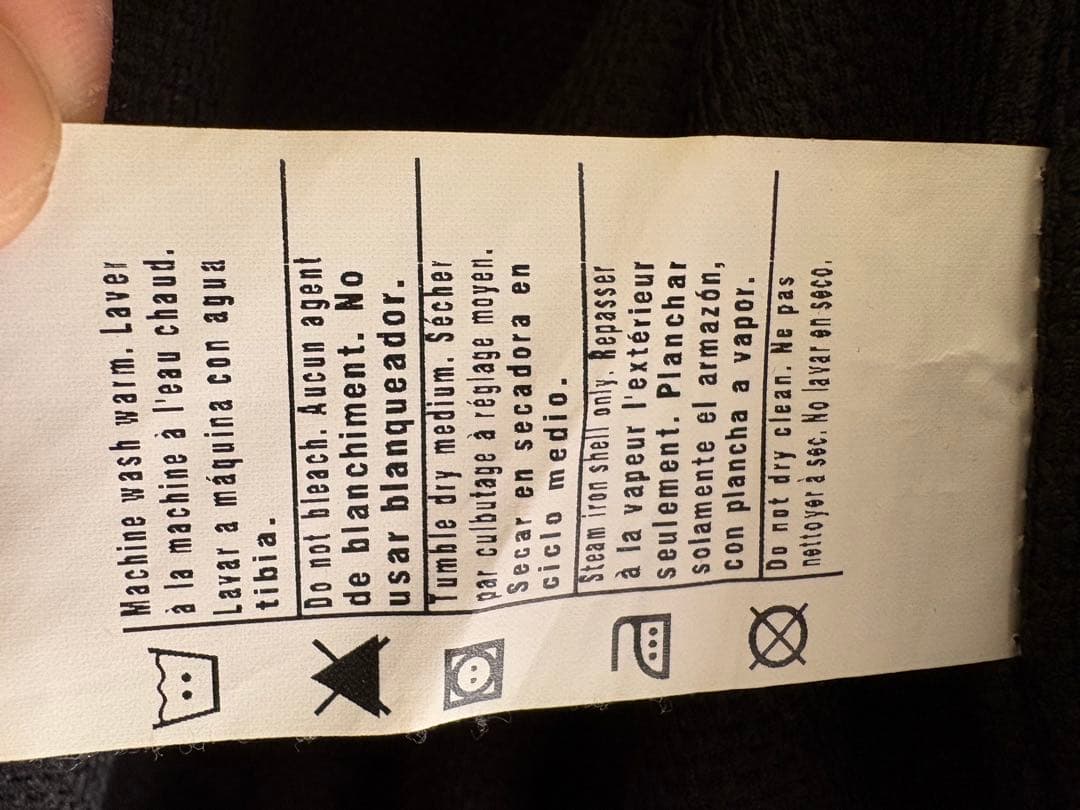 Machine wash warm. Laver
à la machine à l'eau chaud.
Lavar a máquina con agua
tibia.
Do not bleach. Aucun agent
de blanchiment. No
usar blanqueador.
Tumble dry medium. Sécher
par culbutage à réglage moyen.
Secar en secadora en
ciclo medio.
Steam iron shell only. Repasser
à la vapeur l'extérieur
seulement. Planchar
solamente el armazón,
con plancha a vapor.
Do not dry clean. Ne pas
nettoyer à sec. No lavar en seco.